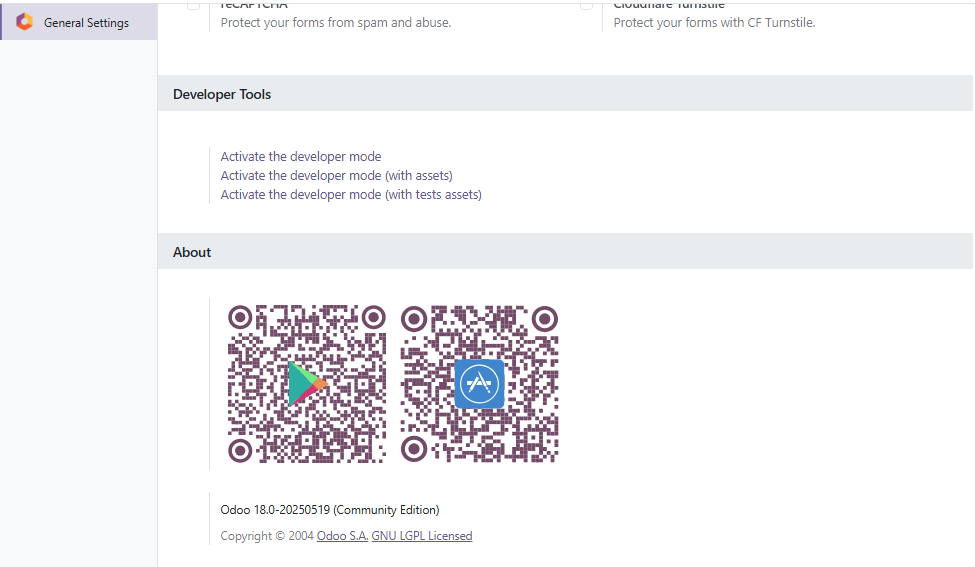 General Settings
reCAPTCHA
Cloudflare Turnstile
Protect your forms from spam and abuse.
Protect your forms with CF Turnstile.
Developer Tools
Activate the developer mode
Activate the developer mode (with assets)
Activate the developer mode (with tests assets)
About
Odoo 18.0-20250519 (Community Edition)
Copyright © 2004 Odoo S.A. GNU LGPL Licensed